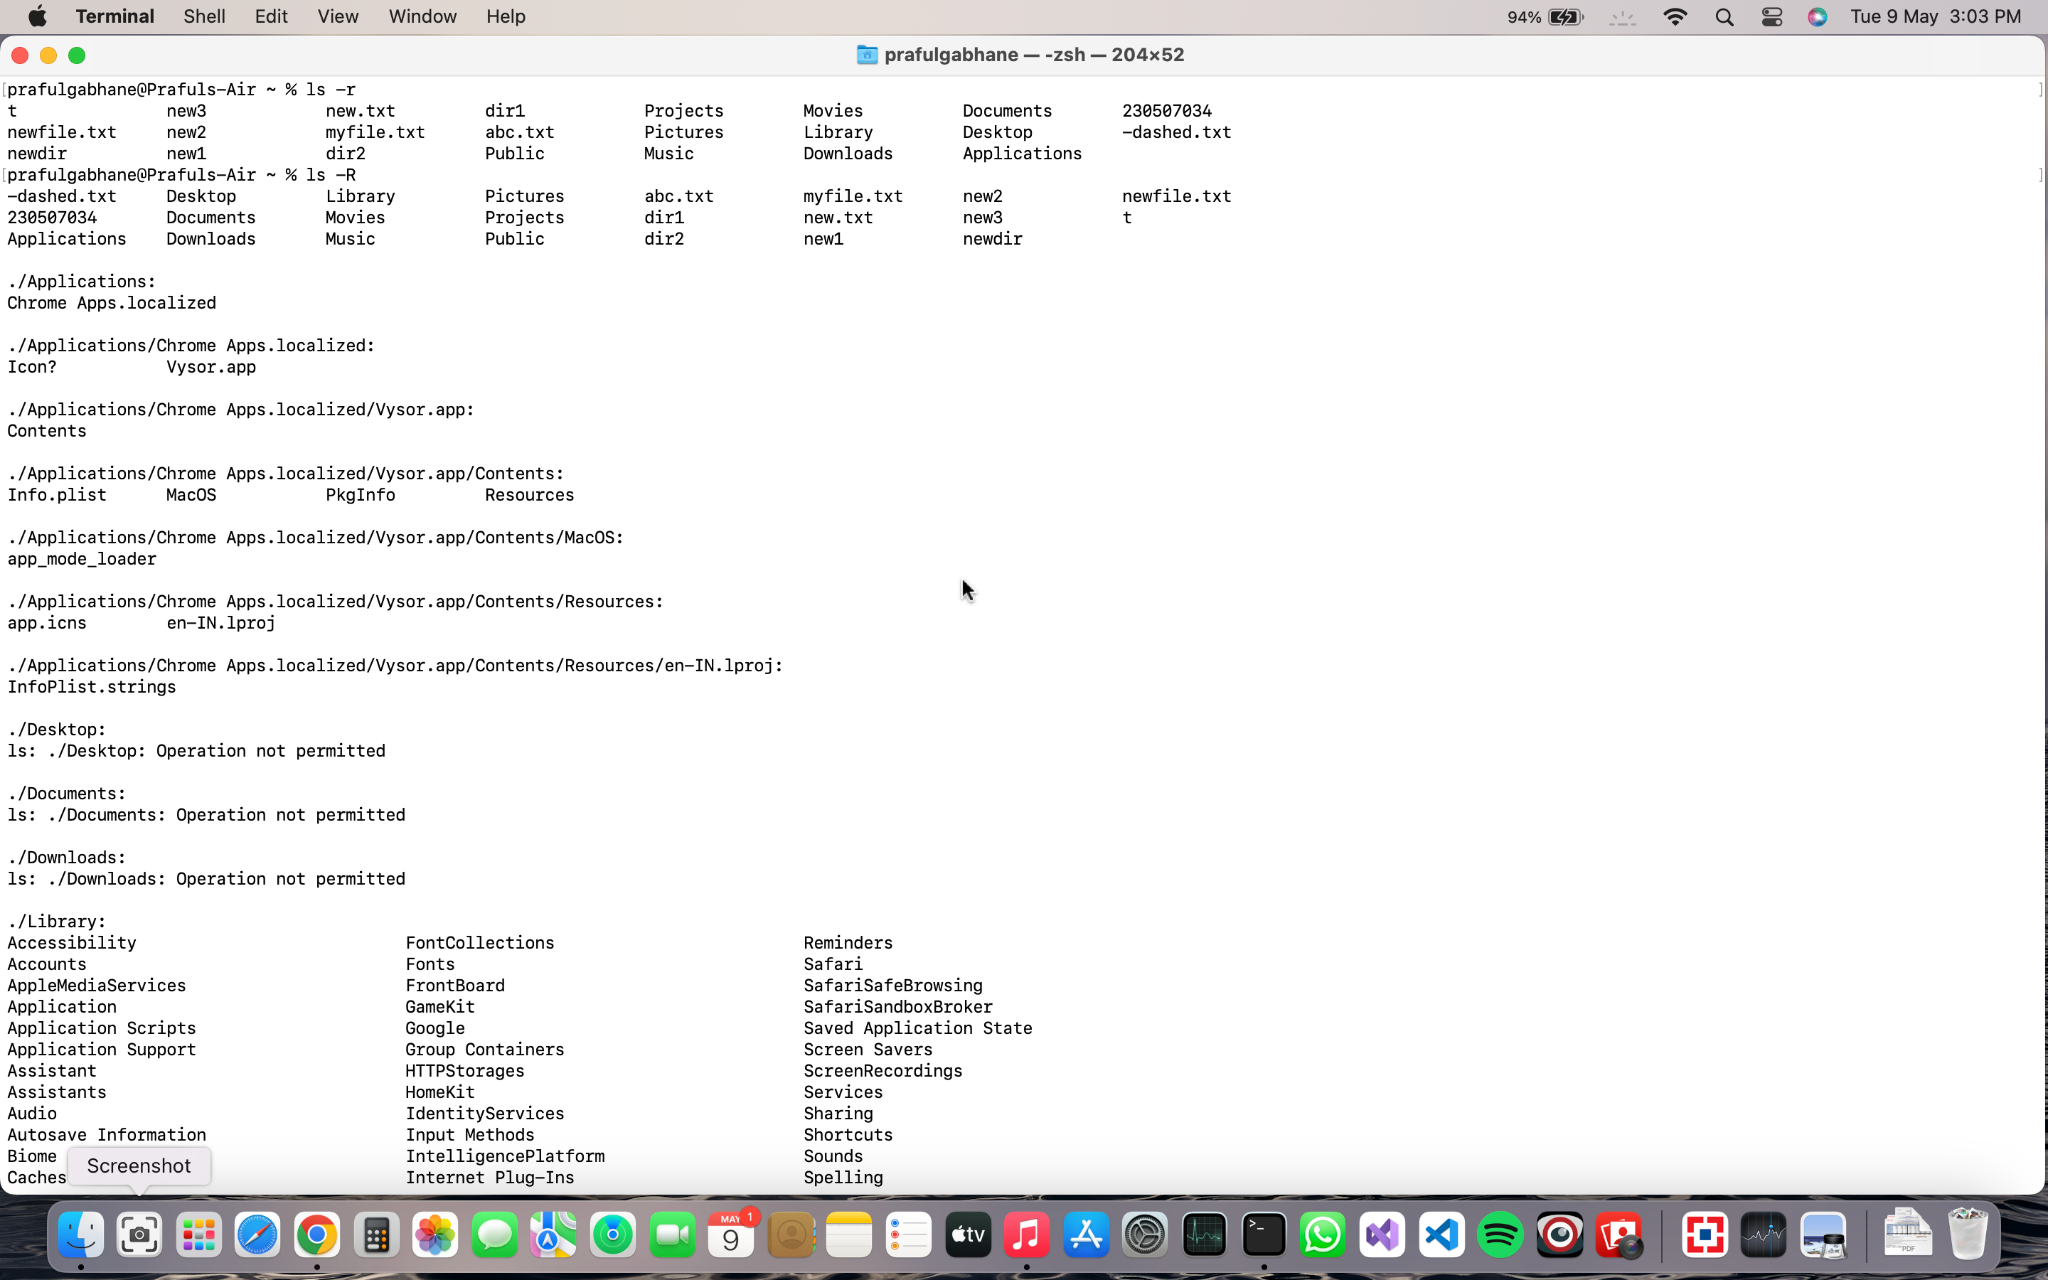 Terminal Shell Edit View Window Help 94% Tue 9 May 3:03 PM
prafulgabhane — -zsh — 204×52
prafulgabhane@Prafuls-Air ~ % ls -r
t new3 new.txt dir1 Projects Movies Documents 230507034
newfile.txt new2 myfile.txt abc.txt Pictures Library Desktop -dashed.txt
newdir new1 dir2 Public Music Downloads Applications
prafulgabhane@Prafuls-Air ~ % ls -R
-dashed.txt Desktop Library Pictures abc.txt myfile.txt new2 newfile.txt
230507034 Documents Movies Projects dir1 new.txt new3 t
Applications Downloads Music Public dir2 new1 newdir
./Applications:
Chrome Apps.localized
./Applications/Chrome Apps.localized:
Icon? Vysor.app
./Applications/Chrome Apps.localized/Vysor.app:
Contents
./Applications/Chrome Apps.localized/Vysor.app/Contents:
Info.plist MacOS PkgInfo Resources
./Applications/Chrome Apps.localized/Vysor.app/Contents/MacOS:
app_mode_loader
./Applications/Chrome Apps.localized/Vysor.app/Contents/Resources:
app.icns en-IN.lproj
./Applications/Chrome Apps.localized/Vysor.app/Contents/Resources/en-IN.lproj:
InfoPlist.strings
./Desktop:
ls: ./Desktop: Operation not permitted
./Documents:
ls: ./Documents: Operation not permitted
./Downloads:
ls: ./Downloads: Operation not permitted
./Library:
Accessibility FontCollections Reminders
Accounts Fonts Safari
AppleMediaServices FrontBoard SafariSafeBrowsing
Application GameKit SafariSandboxBroker
Application Scripts Google Saved Application State
Application Support Group Containers Screen Savers
Assistant HTTPStorages ScreenRecordings
Assistants HomeKit Services
Audio IdentityServices Sharing
Autosave Information Input Methods Shortcuts
Biome IntelligencePlatform Sounds
Caches Internet Plug-Ins Spelling
Screenshot
MAY 1
9
tv
>_
PDF